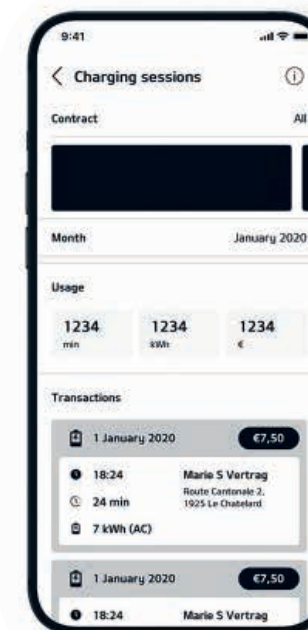 9:41
Charging sessions
Contract All
Month January 2020
Usage
1234 1234 1234
min kWh €
Transactions
1 January 2020 €7,50
18:24 Marie S Vertrag
24 min Route Cantonale 2,
1925 Le Chatelard
7 kWh (AC)
1 January 2020 €7,50
18:24 Marie S Vertrag